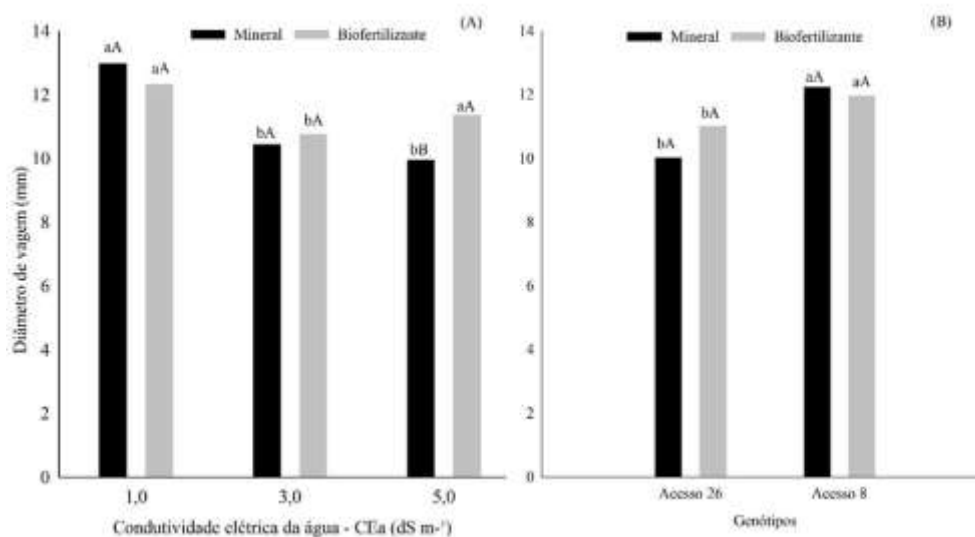 (A)
Mineral Biofertilizante
14
12
10
8
6
4
2
0
Diâmetro de vagem (mm)
aA aA
bA bA
bB aA
1,0 3,0 5,0
Condutividade elétrica da água - CEa (dS m-¹)
(B)
Mineral Biofertilizante
14
12
10
8
6
4
2
0
bA bA
aA aA
Acesso 26 Acesso 8
Genótipos